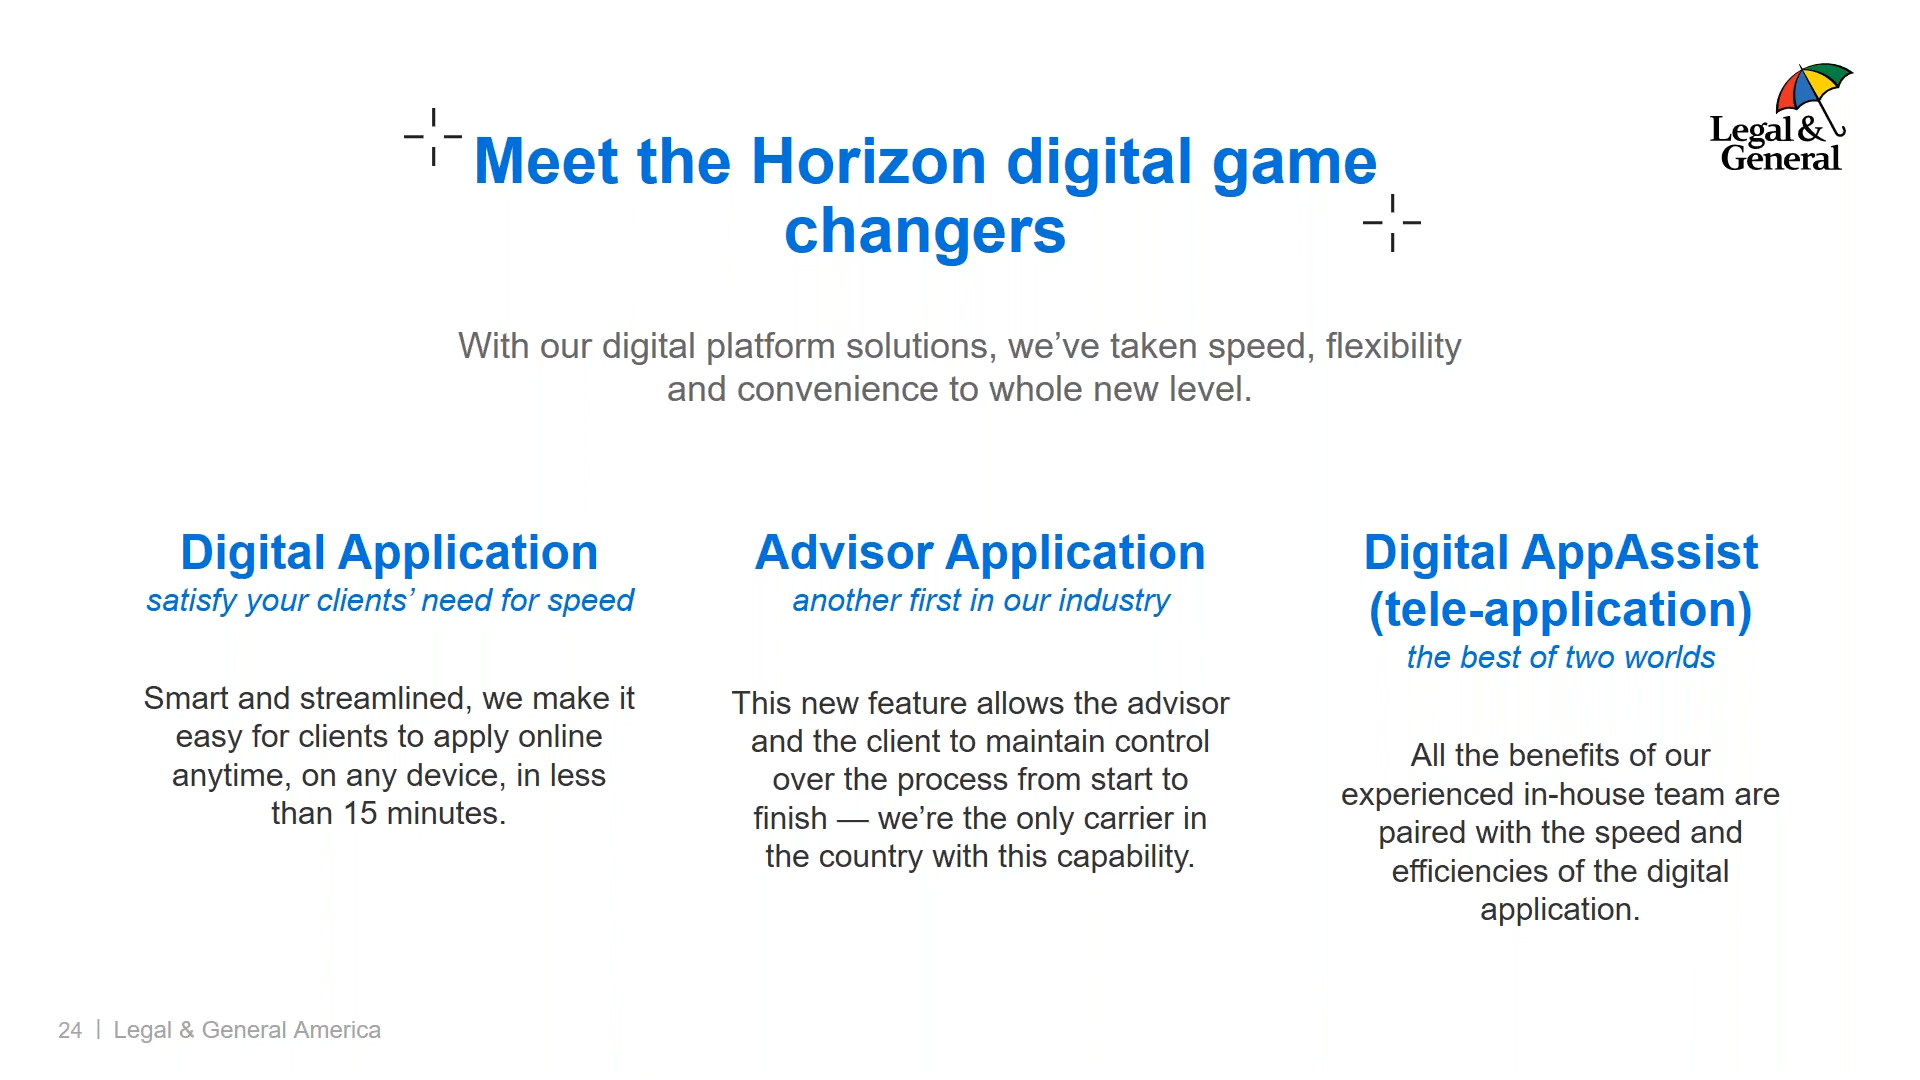 Legal &
General
Meet the Horizon digital game
changers
With our digital platform solutions, we’ve taken speed, flexibility
and convenience to whole new level.
Digital Application
satisfy your clients’ need for speed
Smart and streamlined, we make it
easy for clients to apply online
anytime, on any device, in less
than 15 minutes.
Advisor Application
another first in our industry
This new feature allows the advisor
and the client to maintain control
over the process from start to
finish — we’re the only carrier in
the country with this capability.
Digital AppAssist
(tele-application)
the best of two worlds
All the benefits of our
experienced in-house team are
paired with the speed and
efficiencies of the digital
application.
24 | Legal & General America